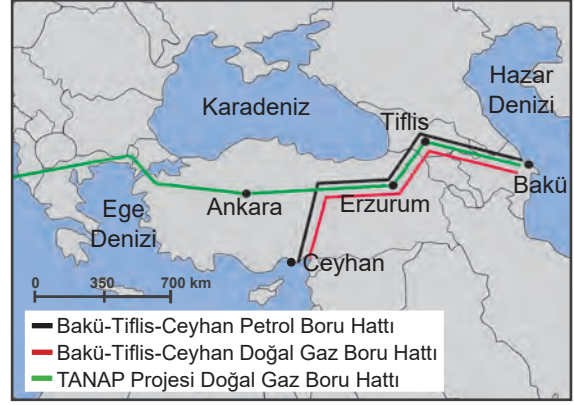 Hazar
Denizi
Karadeniz
Tiflis
Bakü
Ankara
Erzurum
Ege
Denizi
Ceyhan
0 350 700 km
Bakü-Tiflis-Ceyhan Petrol Boru Hattı
Bakü-Tiflis-Ceyhan Doğal Gaz Boru Hattı
TANAP Projesi Doğal Gaz Boru Hattı